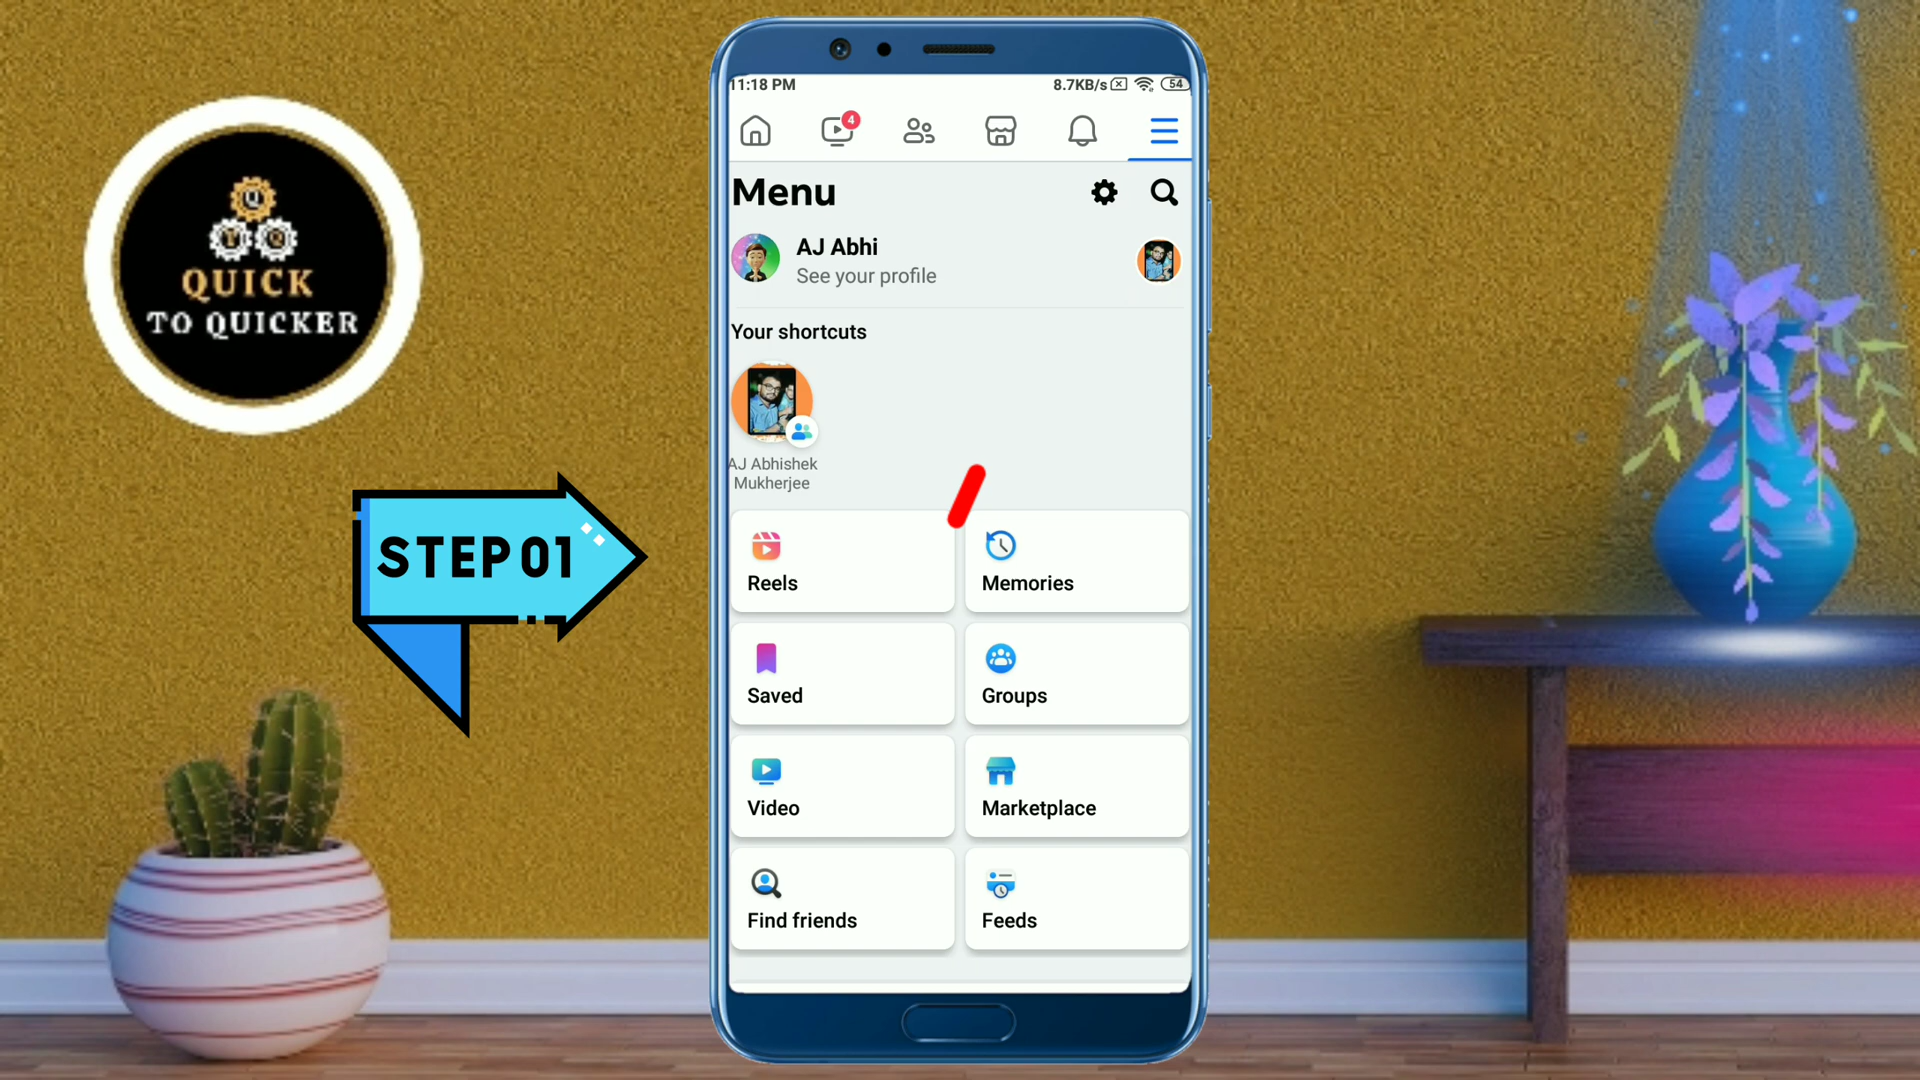 11:18 PM
8.7KB/s
54
4
Menu
AJ Abhi
See your profile
Your shortcuts
AJ Abhishek
Mukherjee
Reels
Memories
Saved
Groups
Video
Marketplace
Find friends
Feeds
STEP 01
Q
T Q
QUICK
TO QUICKER